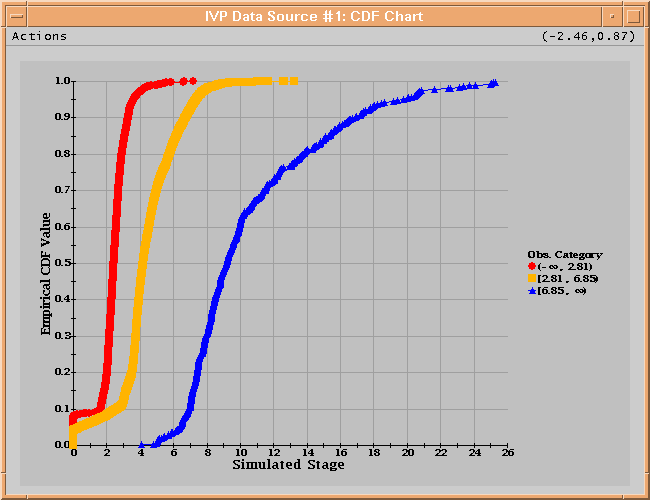 IVP Data Source #1: CDF Chart
Actions
(-2.46,0.87)
1.0
0.9
0.8
0.7
0.6
0.5
0.4
0.3
0.2
0.1
0.0
Empirical CDF Value
0 2 4 6 8 10 12 14 16 18 20 22 24 26
Simulated Stage
Obs. Category
(-∞, 2.81)
[2.81, 6.85)
[6.85, ∞)